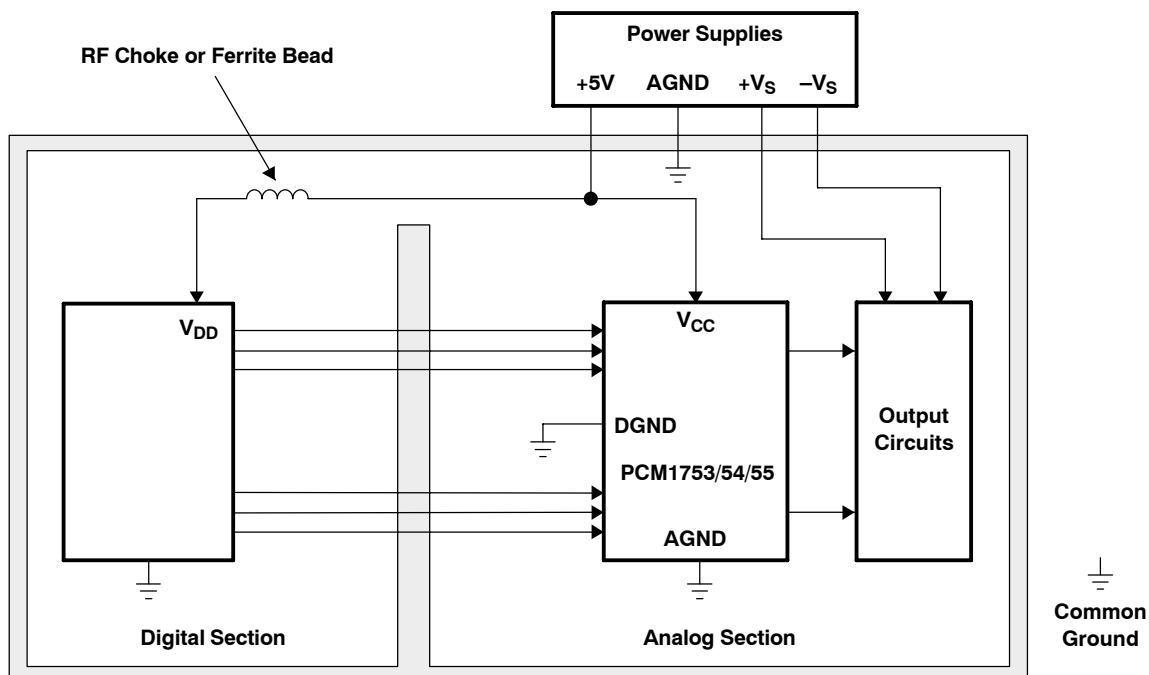 Power Supplies
RF Choke or Ferrite Bead
+5V AGND +VS –VS
VDD
VCC
DGND
Output
Circuits
PCM1753/54/55
AGND
Digital Section
Analog Section
Common
Ground